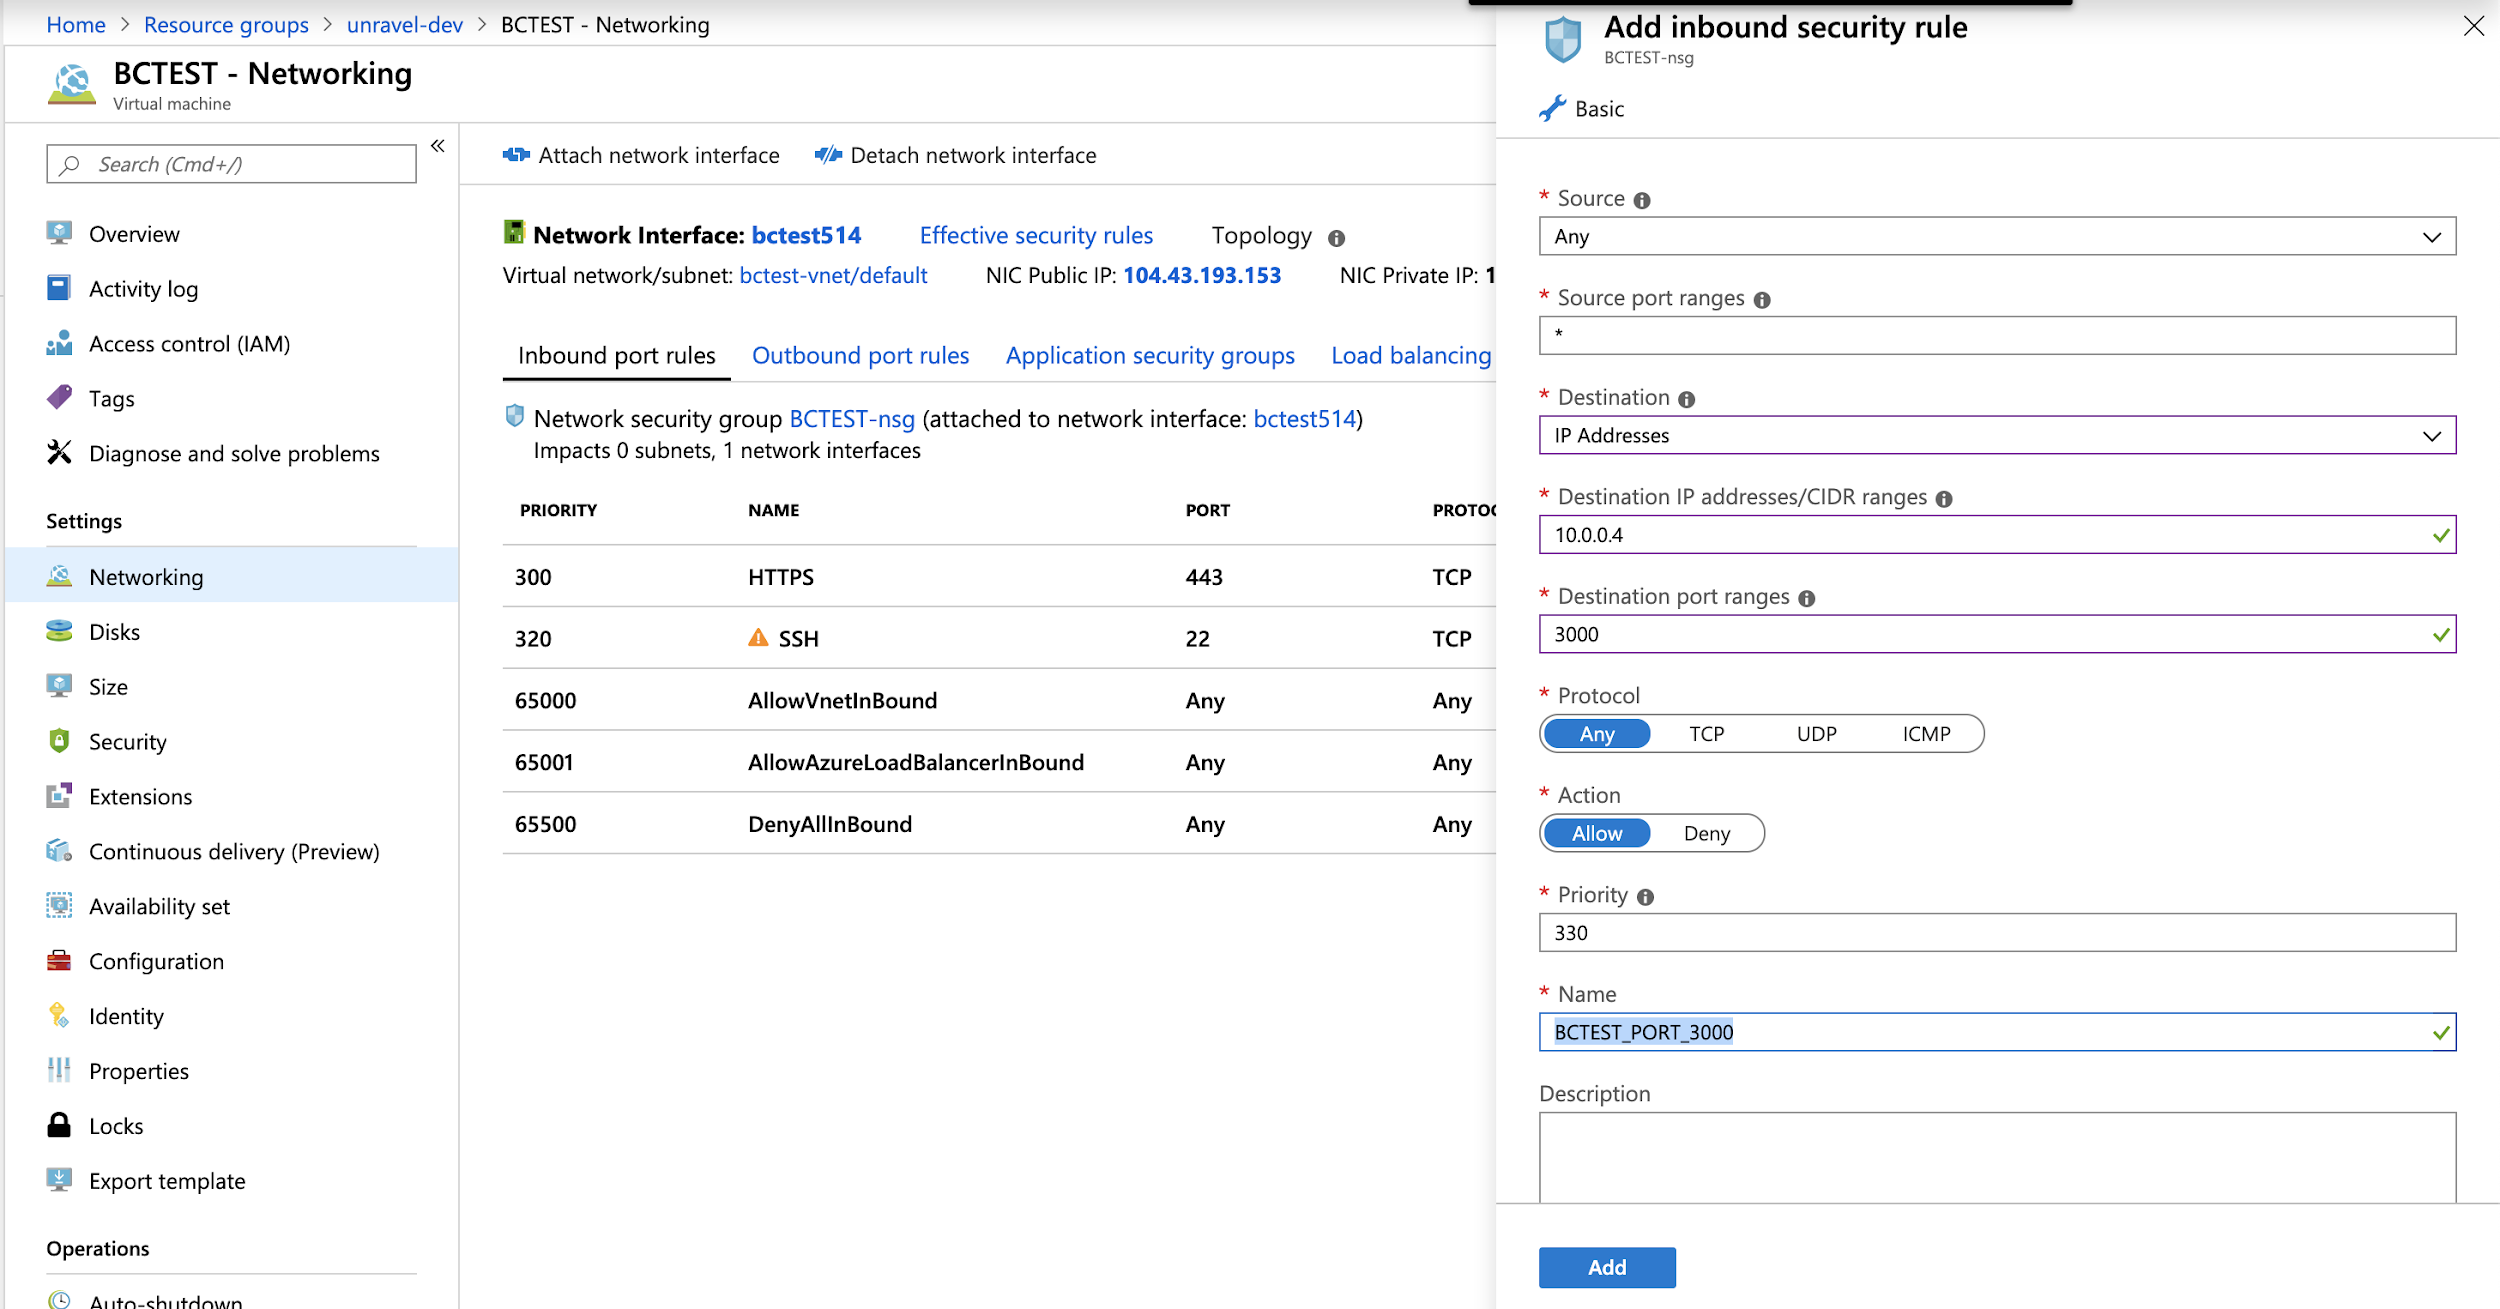 Home > Resource groups > unravel-dev > BCTEST - Networking
BCTEST - Networking
Virtual machine
Search (Cmd+/)
«
Overview
Activity log
Access control (IAM)
Tags
Diagnose and solve problems
Settings
Networking
Disks
Size
Security
Extensions
Continuous delivery (Preview)
Availability set
Configuration
Identity
Properties
Locks
Export template
Operations
Auto-shutdown
Attach network interface
Detach network interface
Network Interface: bctest514
Effective security rules
Topology
Virtual network/subnet: bctest-vnet/default
NIC Public IP: 104.43.193.153
NIC Private IP: 1
Inbound port rules
Outbound port rules
Application security groups
Load balancing
Network security group BCTEST-nsg (attached to network interface: bctest514)
Impacts 0 subnets, 1 network interfaces
PRIORITY NAME PORT PROTOC
300 HTTPS 443 TCP
320 SSH 22 TCP
65000 AllowVnetInBound Any Any
65001 AllowAzureLoadBalancerInBound Any Any
65500 DenyAllInBound Any Any
Add inbound security rule
BCTEST-nsg
Basic
* Source
Any
* Source port ranges
*
* Destination
IP Addresses
* Destination IP addresses/CIDR ranges
10.0.0.4
* Destination port ranges
3000
* Protocol
Any TCP UDP ICMP
* Action
Allow Deny
* Priority
330
* Name
BCTEST_PORT_3000
Description
Add